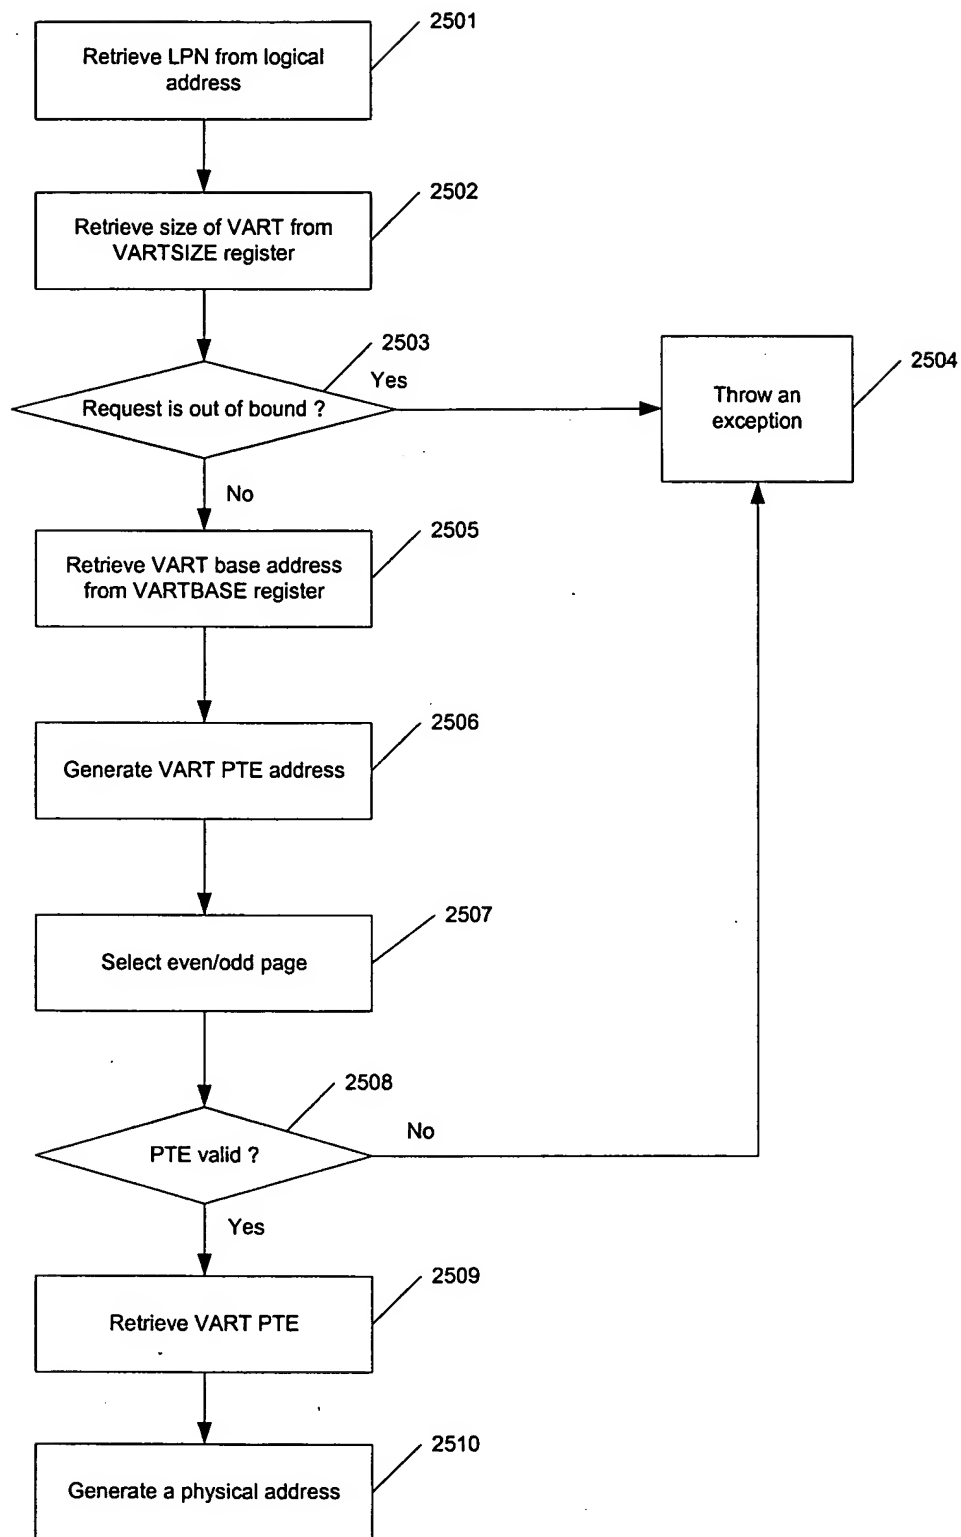 2501
Retrieve LPN from logical
address
2502
Retrieve size of VART from
VARTSIZE register
2503
Yes
Request is out of bound ?
2504
Throw an
exception
No
2505
Retrieve VART base address
from VARTBASE register
2506
Generate VART PTE address
2507
Select even/odd page
2508
No
PTE valid ?
Yes
2509
Retrieve VART PTE
2510
Generate a physical address